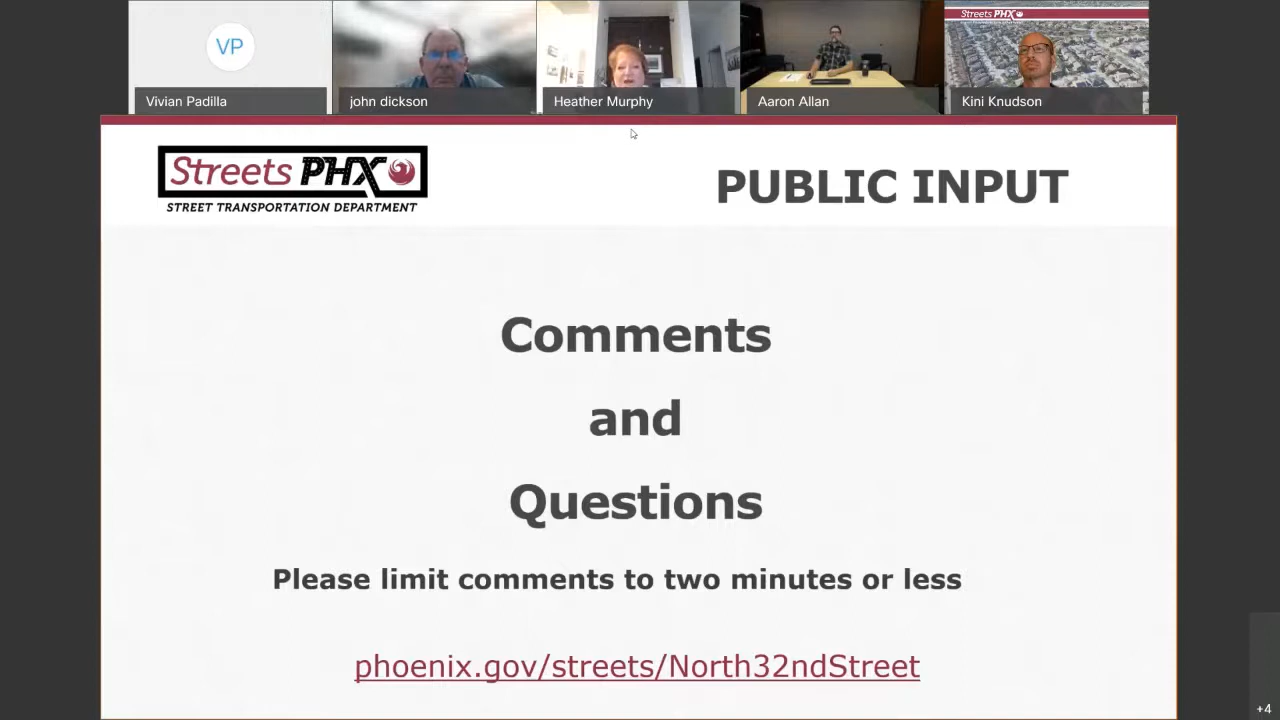 VP
Vivian Padilla
john dickson
Heather Murphy
Aaron Allan
Streets PHX
Kini Knudson
Streets PHX
STREET TRANSPORTATION DEPARTMENT
PUBLIC INPUT
Comments
and
Questions
Please limit comments to two minutes or less
phoenix.gov/streets/North32ndStreet
+4